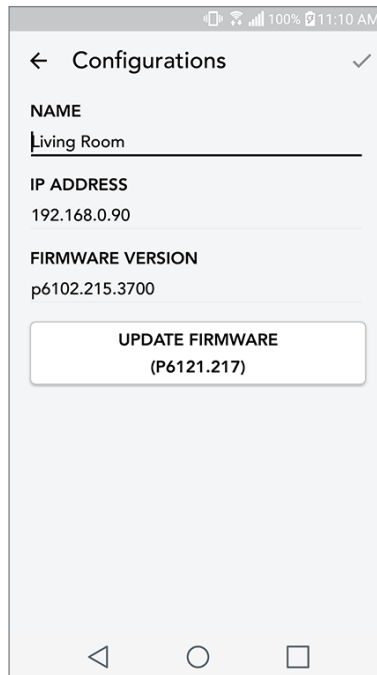 100% 11:10 AM
Configurations
NAME
Living Room
IP ADDRESS
192.168.0.90
FIRMWARE VERSION
p6102.215.3700
UPDATE FIRMWARE
(P6121.217)